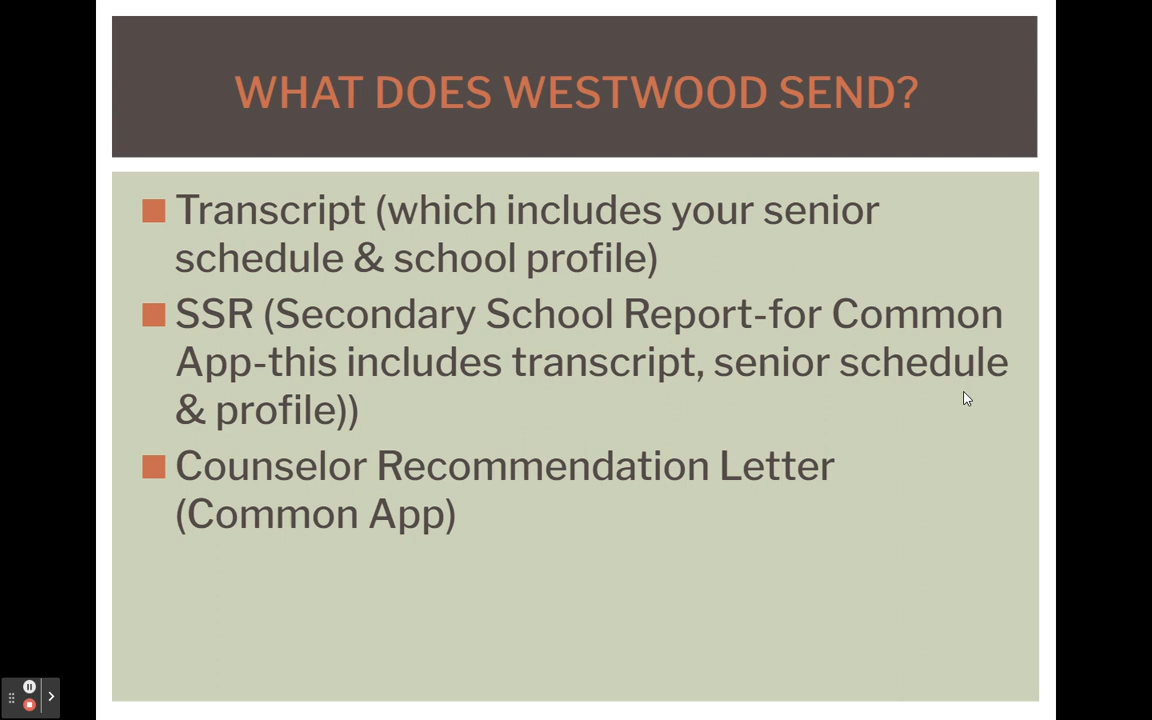 WHAT DOES WESTWOOD SEND?
Transcript (which includes your senior
schedule & school profile)
SSR (Secondary School Report-for Common
App-this includes transcript, senior schedule
& profile))
Counselor Recommendation Letter
(Common App)